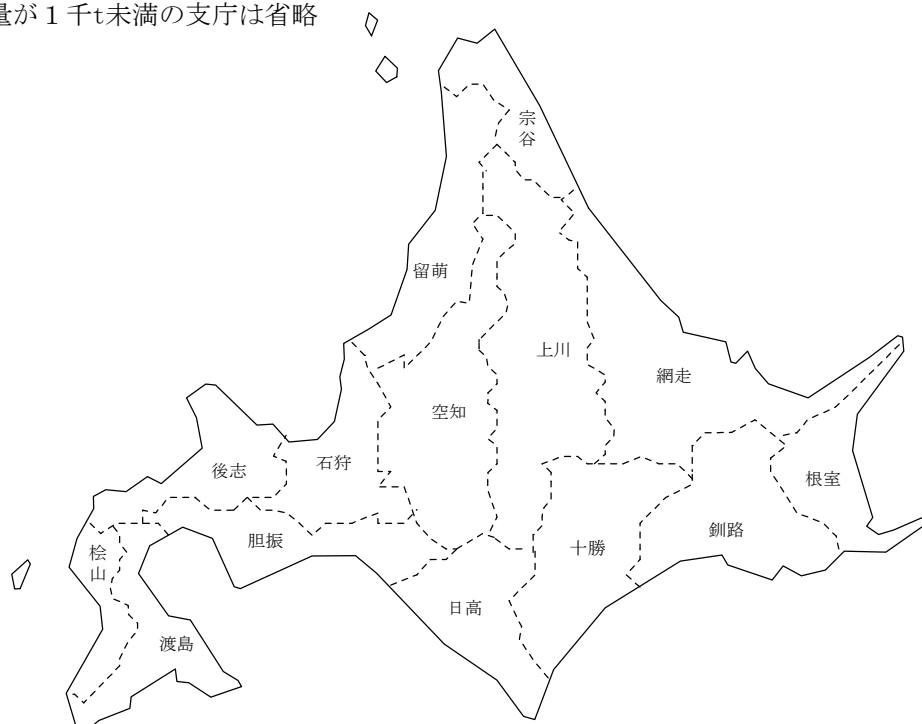 量が1千t未満の支庁は省略
宗谷
留萌
上川
網走
空知
石狩
後志
根室
釧路
胆振
十勝
桧山
日高
渡島